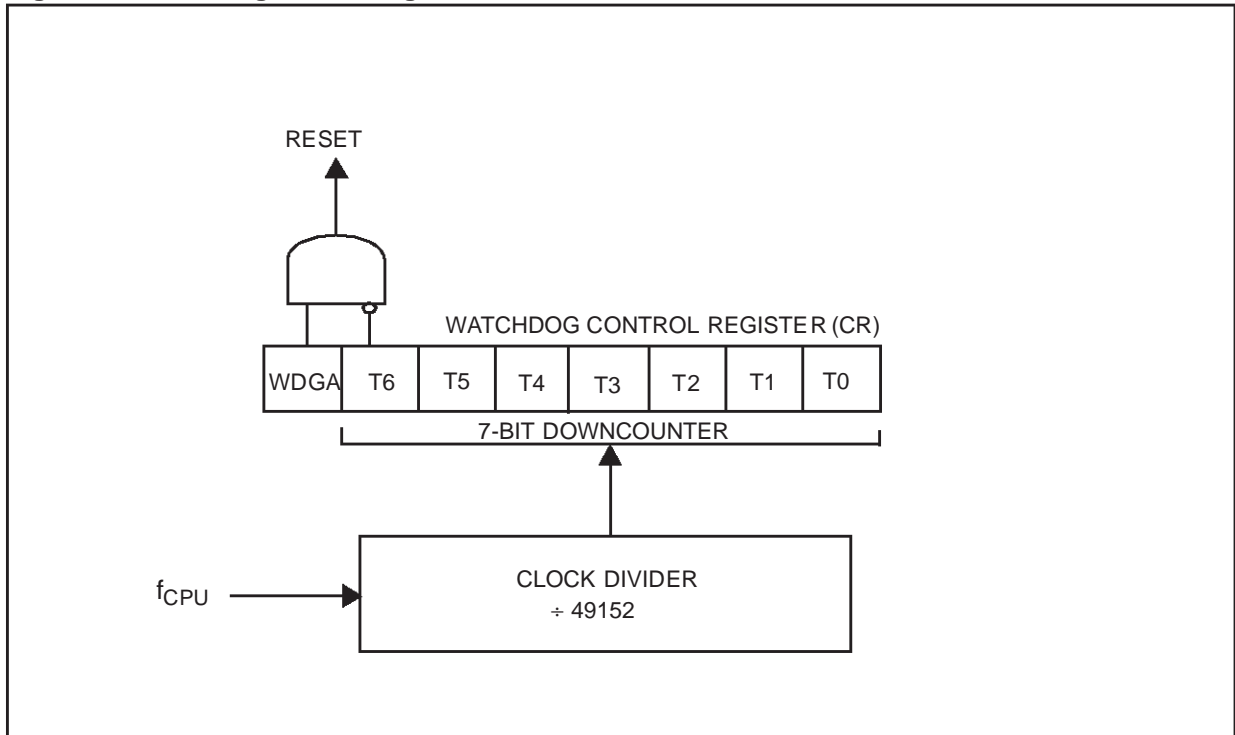 RESET
WATCHDOG CONTROL REGISTER (CR)
WDGA T6 T5 T4 T3 T2 T1 T0
7-BIT DOWNCOUNTER
fCPU
CLOCK DIVIDER
÷ 49152